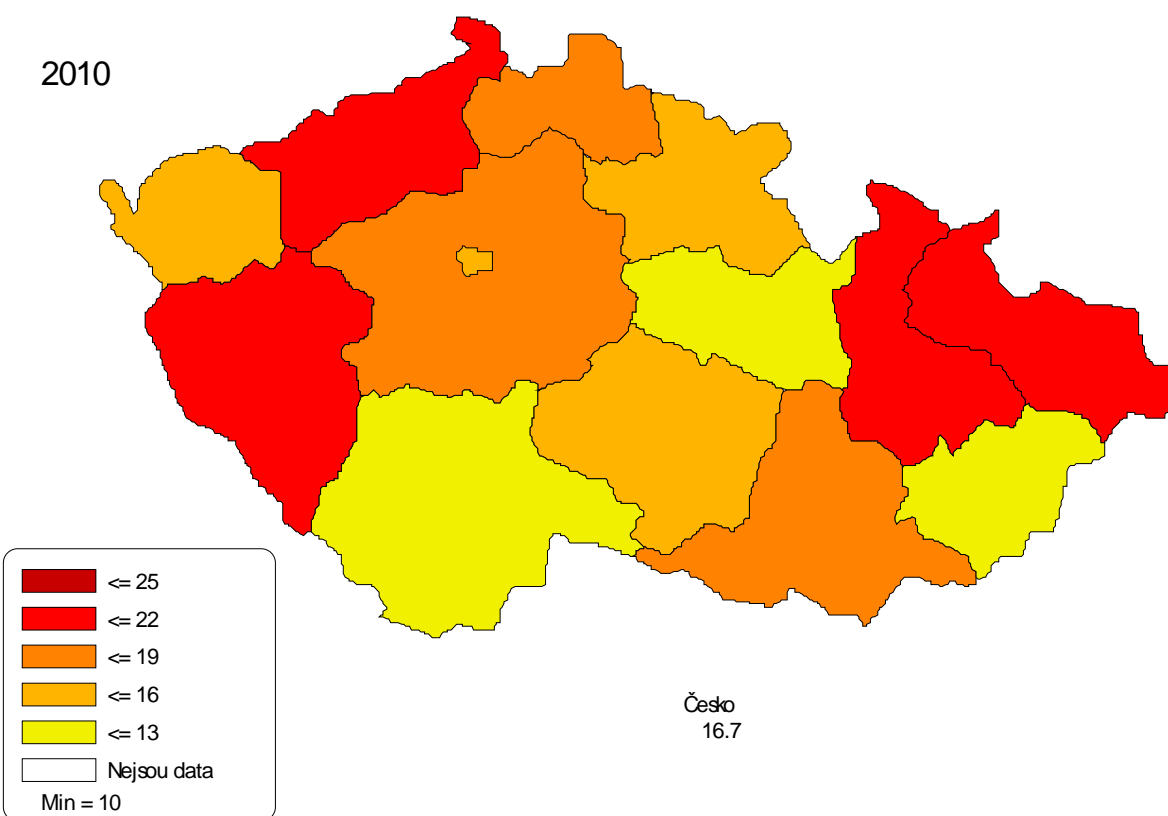 2010
<= 25
<= 22
<= 19
<= 16
<= 13
Nejsou data
Min = 10
Česko
16.7